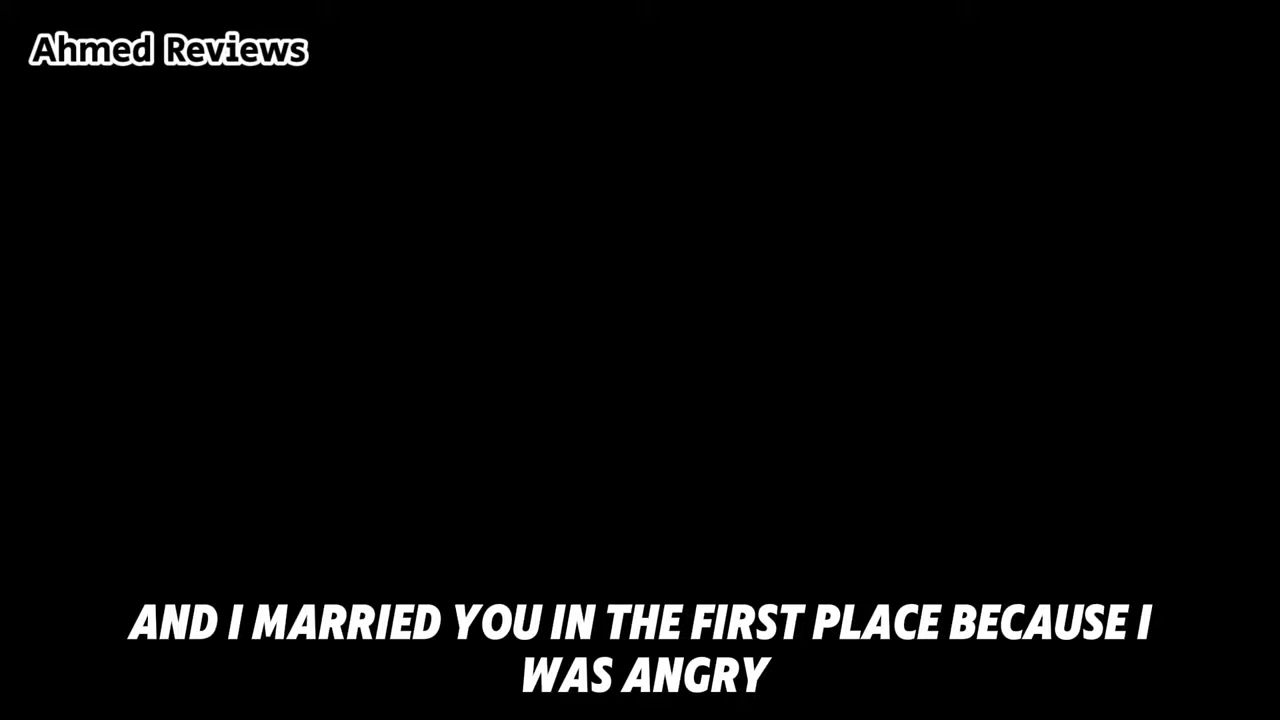 Ahmed Reviews
AND I MARRIED YOU IN THE FIRST PLACE BECAUSE I
WAS ANGRY